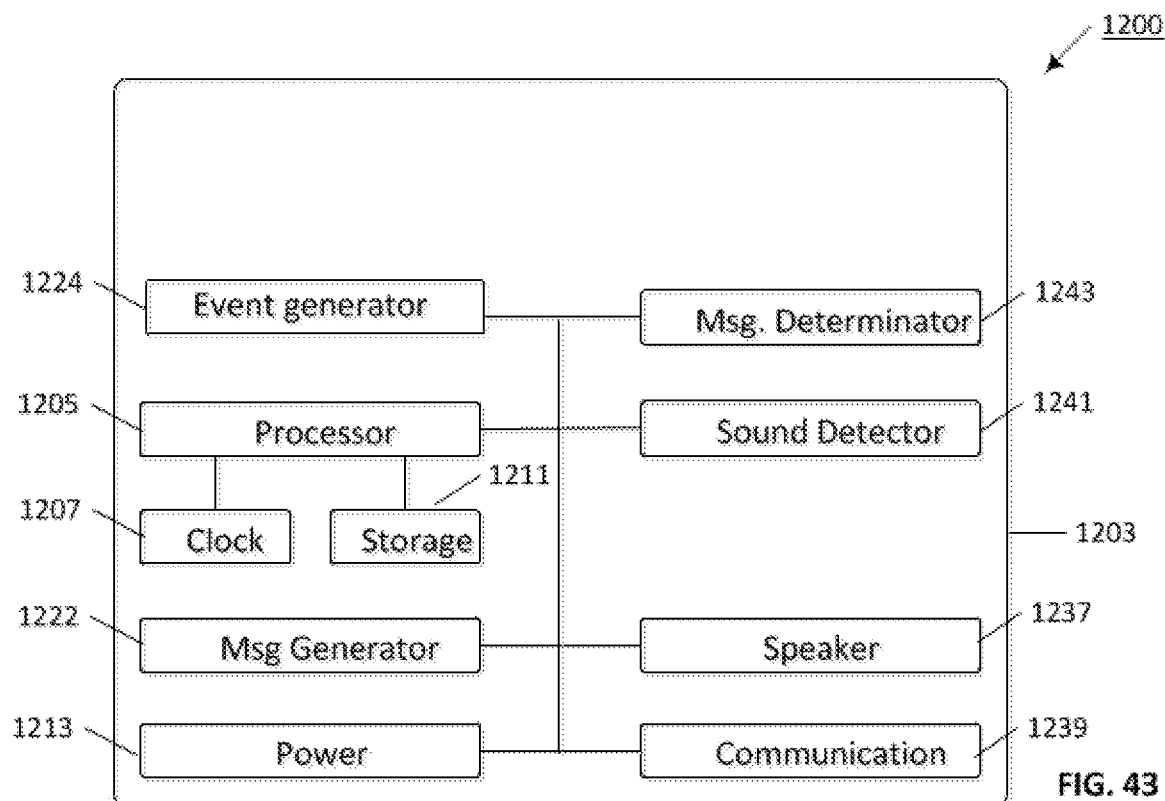 1200
1224
Event generator
Msg. Determinator
1243
1205
Processor
Sound Detector
1241
1211
1207
Clock
Storage
1203
1222
Msg Generator
Speaker
1237
1213
Power
Communication
1239
FIG. 43